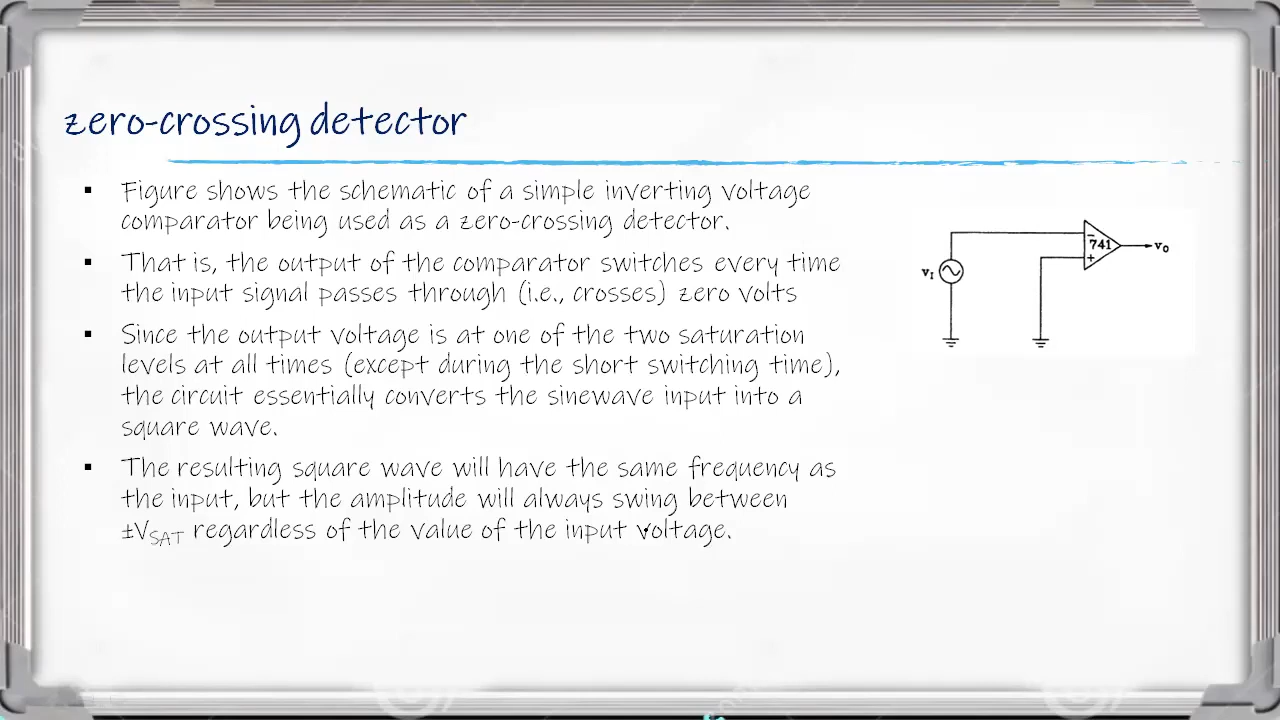 zero-crossing detector
▪ Figure shows the schematic of a simple inverting voltage
comparator being used as a zero-crossing detector.
▪ That is, the output of the comparator switches every time
the input signal passes through (i.e., crosses) zero volts
▪ Since the output voltage is at one of the two saturation
levels at all times (except during the short switching time),
the circuit essentially converts the sinewave input into a
square wave.
▪ The resulting square wave will have the same frequency as
the input, but the amplitude will always swing between
±VSAT regardless of the value of the input voltage.
vI
−
741
+
vO